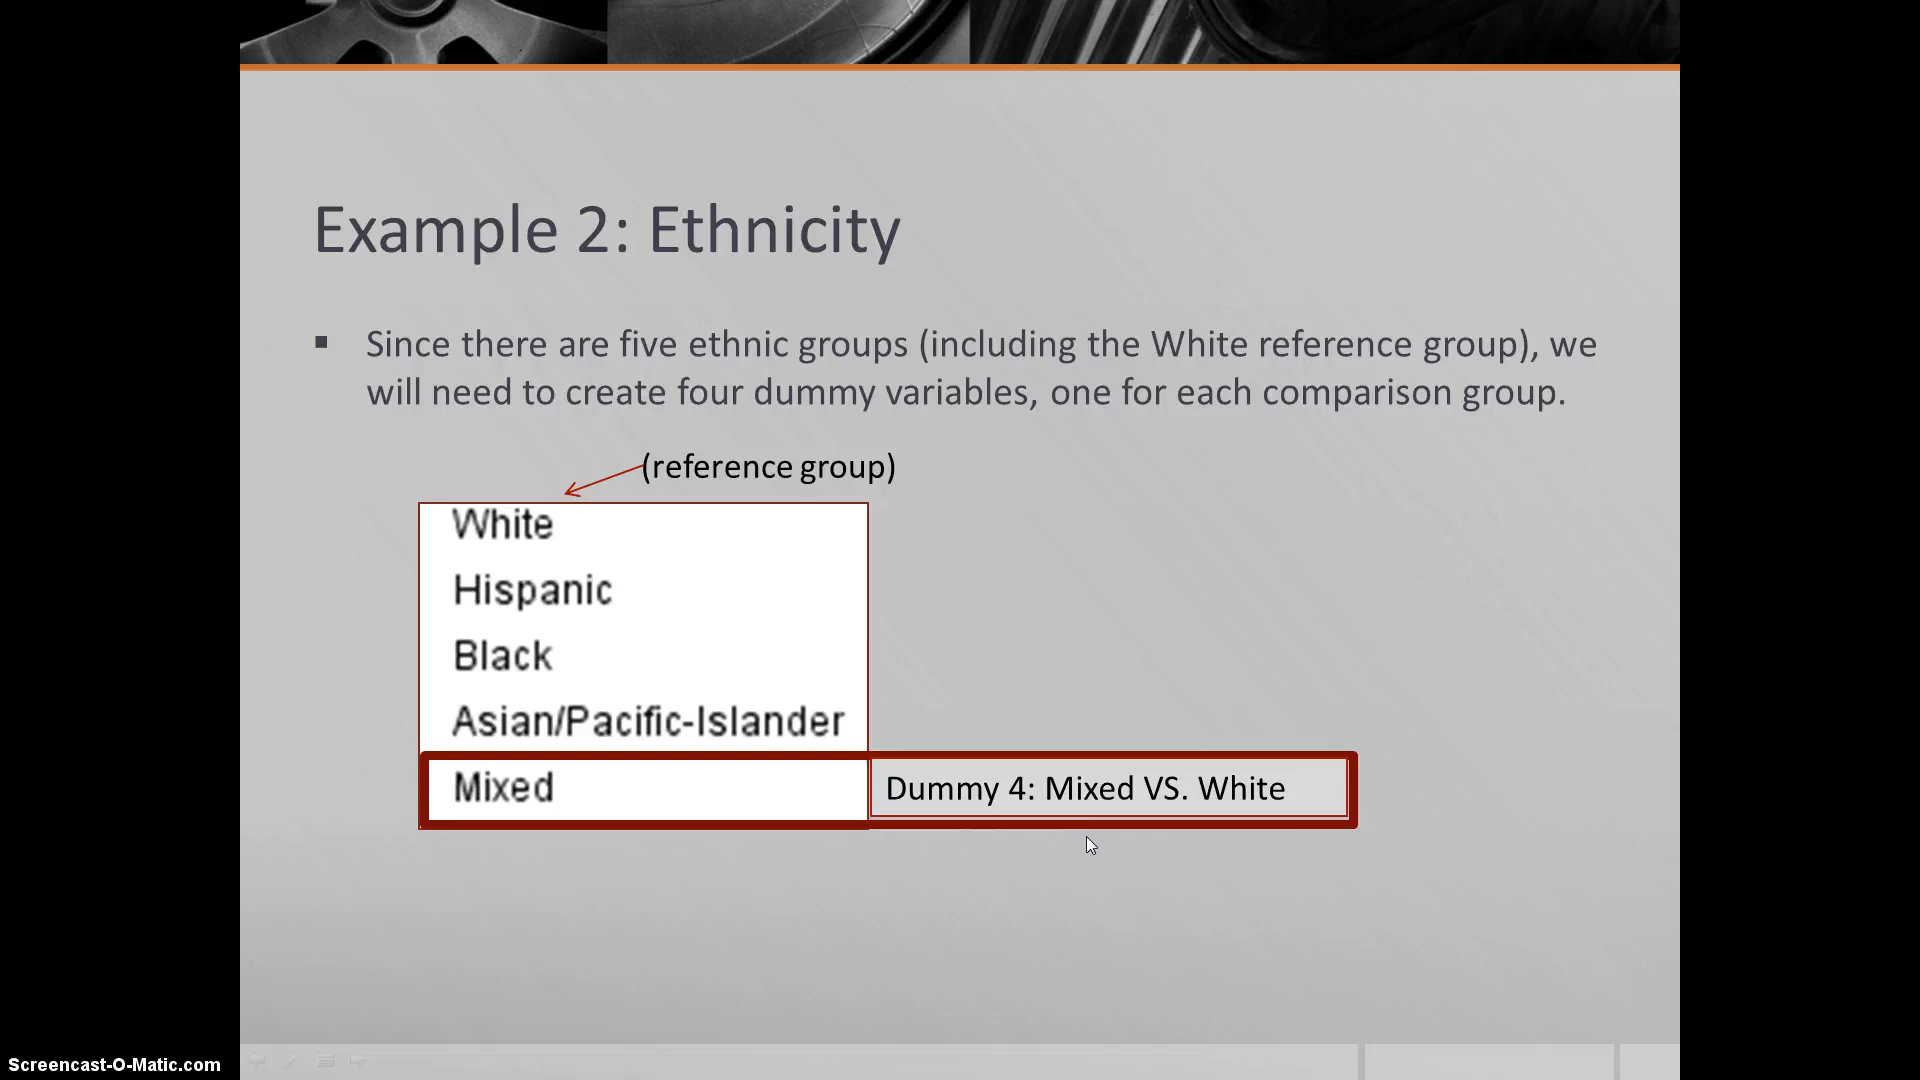 Example 2: Ethnicity
▪ Since there are five ethnic groups (including the White reference group), we
will need to create four dummy variables, one for each comparison group.
(reference group)
White
Hispanic
Black
Asian/Pacific-Islander
Mixed
Dummy 4: Mixed VS. White
Screencast-O-Matic.com